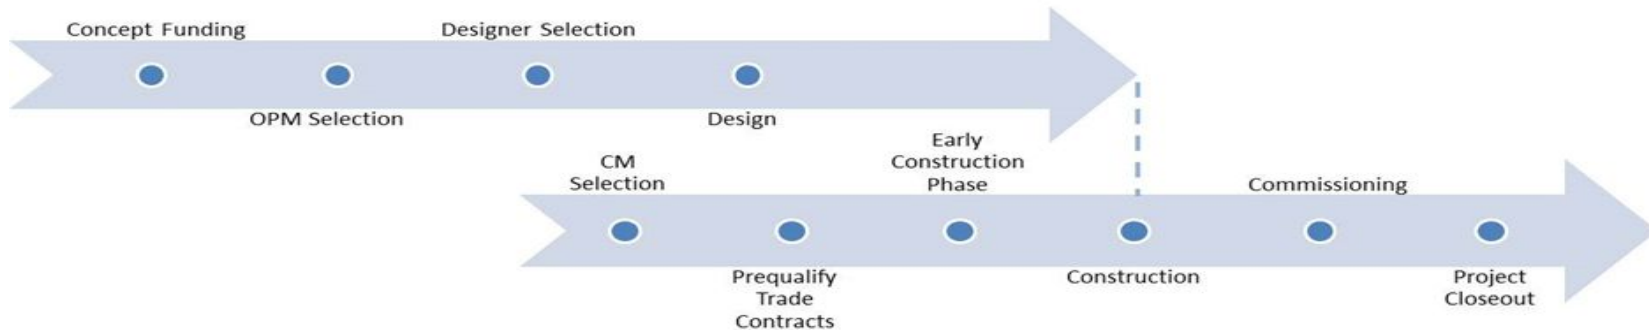 Concept Funding
OPM Selection
Designer Selection
Design
CM
Selection
Prequalify
Trade
Contracts
Early
Construction
Phase
Construction
Commissioning
Project
Closeout